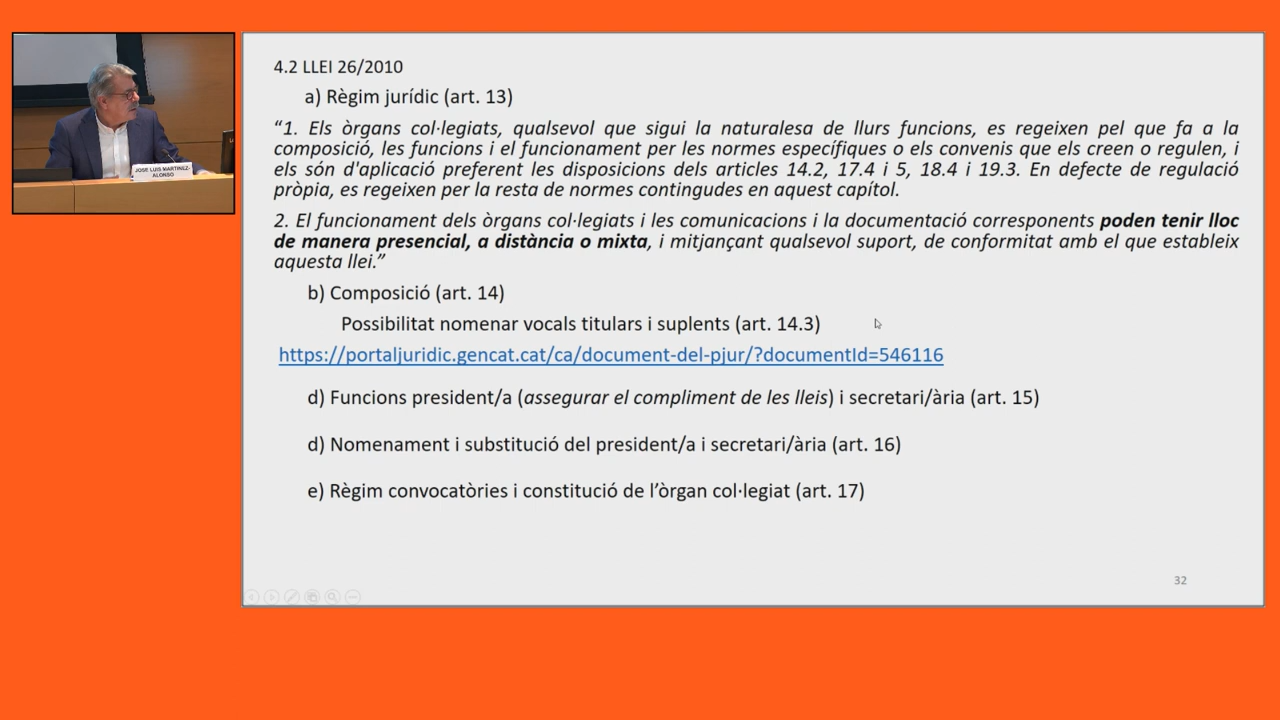 JOSE LUIS MARTINEZ-
ALONSO
4.2 LLEI 26/2010
a) Règim jurídic (art. 13)
“1. Els òrgans col·legiats, qualsevol que sigui la naturalesa de llurs funcions, es regeixen pel que fa a la
composició, les funcions i el funcionament per les normes específiques o els convenis que els creen o regulen, i
els són d'aplicació preferent les disposicions dels articles 14.2, 17.4 i 5, 18.4 i 19.3. En defecte de regulació
pròpia, es regeixen per la resta de normes contingudes en aquest capítol.
2. El funcionament dels òrgans col·legiats i les comunicacions i la documentació corresponents poden tenir lloc
de manera presencial, a distància o mixta, i mitjançant qualsevol suport, de conformitat amb el que estableix
aquesta llei.”
b) Composició (art. 14)
Possibilitat nomenar vocals titulars i suplents (art. 14.3)
https://portaljuridic.gencat.cat/ca/document-del-pjur/?documentId=546116
d) Funcions president/a (assegurar el compliment de les lleis) i secretari/ària (art. 15)
d) Nomenament i substitució del president/a i secretari/ària (art. 16)
e) Règim convocatòries i constitució de l’òrgan col·legiat (art. 17)
32